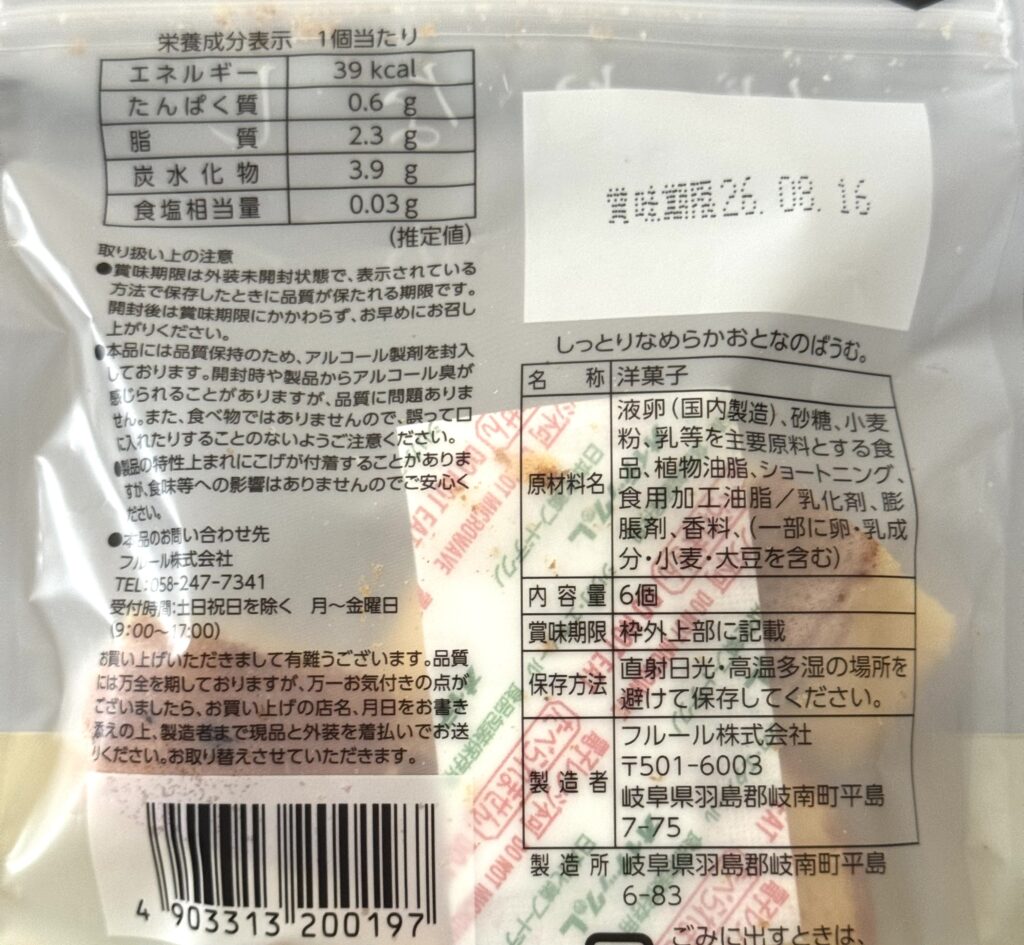 栄養成分表示 1個当たり
エネルギー 39 kcal
たんぱく質 0.6 g
脂質 2.3 g
炭水化物 3.9 g
食塩相当量 0.03g
(推定値)
取り扱い上の注意
●賞味期限は外装未開封状態で、表示されている
方法で保存したときに品質が保たれる期限です。
開封後は賞味期限にかかわらず、お早めにお召し
上がりください。
●本品には品質保持のため、アルコール製剤を封入
しております。開封時や製品からアルコール臭が
感じられることがありますが、品質に問題ありま
せん。また、食べ物ではありませんので、誤って口
に入れたりすることのないようご注意ください。
●製品の特性上まれにこげが付着することがありま
すが、食味等への影響はありませんのでご安心く
ださい。
●本品のお問い合わせ先
フルール株式会社
TEL:058-247-7341
受付時間:土日祝日を除く 月〜金曜日
(9:00〜17:00)
お買い上げいただきまして有難うございます。品質
には万全を期しておりますが、万一お気付きの点が
ございましたら、お買い上げの店名、月日をお書き
添えの上、製造者まで現品と外装を着払いでお送
りください。お取り替えさせていただきます。
4 903313 200197
賞味期限26.08.16
しっとりなめらかおとなのばうむ。
名称 洋菓子
原材料名 液卵(国内製造)、砂糖、小麦
粉、乳等を主要原料とする食
品、植物油脂、ショートニング、
食用加工油脂/乳化剤、膨
脹剤、香料、(一部に卵・乳成
分・小麦・大豆を含む)
内容量 6個
賞味期限 枠外上部に記載
保存方法 直射日光・高温多湿の場所を
避けて保存してください。
製造者 フルール株式会社
〒501-6003
岐阜県羽島郡岐南町平島
7-75
製造所 岐阜県羽島郡岐南町平島
6-83
ごみに出すときは、
DO NOT EAT
DO NOT MICROWAVE